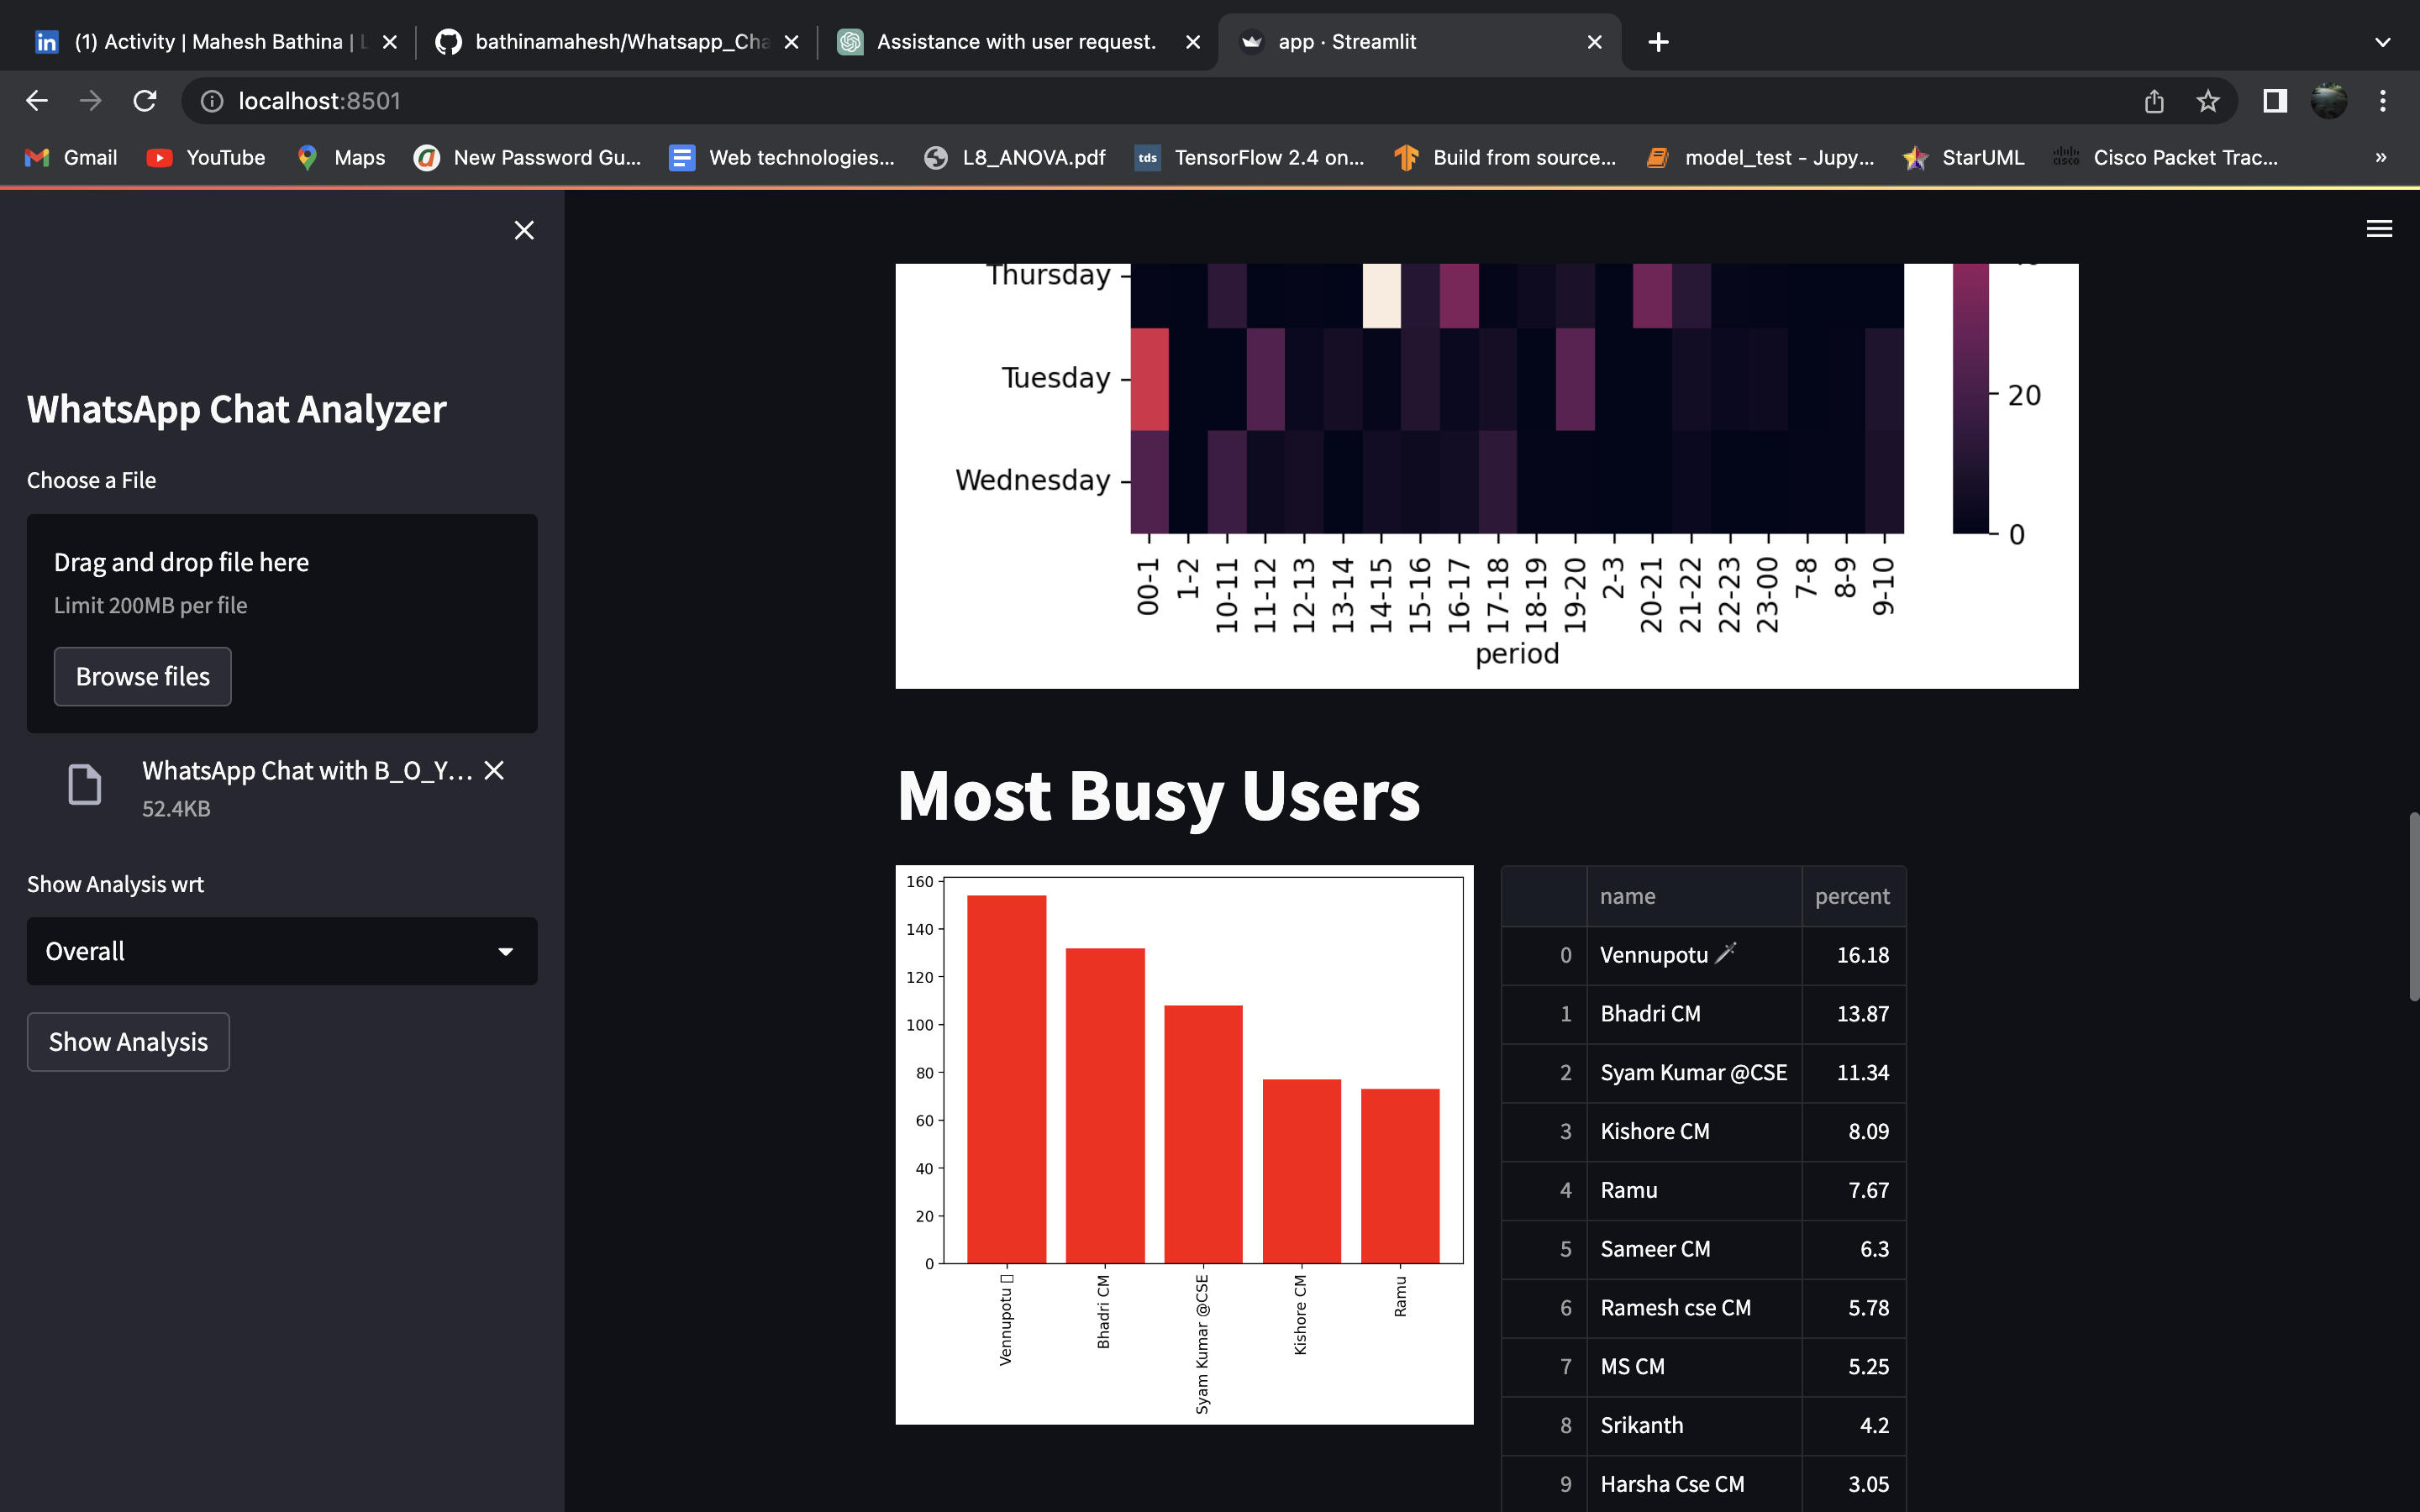 (1) Activity | Mahesh Bathina |
bathinamahesh/Whatsapp_Cha
Assistance with user request.
app · Streamlit
localhost:8501
Gmail
YouTube
Maps
New Password Gu...
Web technologies...
L8_ANOVA.pdf
tds
TensorFlow 2.4 on...
Build from source...
model_test - Jupy...
StarUML
Cisco Packet Trac...
»
WhatsApp Chat Analyzer
Choose a File
Drag and drop file here
Limit 200MB per file
Browse files
WhatsApp Chat with B_O_Y...
52.4KB
Show Analysis wrt
Overall
Show Analysis
Thursday
Tuesday
Wednesday
00-1 1-2 10-11 11-12 12-13 13-14 14-15 15-16 16-17 17-18 18-19 19-20 2-3 20-21 21-22 22-23 23-00 7-8 8-9 9-10
period
20
0
Most Busy Users
160
140
120
100
80
60
40
20
0
Vennupotu
Bhadri CM
Syam Kumar @CSE
Kishore CM
Ramu
name percent
0 Vennupotu 🗡 16.18
1 Bhadri CM 13.87
2 Syam Kumar @CSE 11.34
3 Kishore CM 8.09
4 Ramu 7.67
5 Sameer CM 6.3
6 Ramesh cse CM 5.78
7 MS CM 5.25
8 Srikanth 4.2
9 Harsha Cse CM 3.05